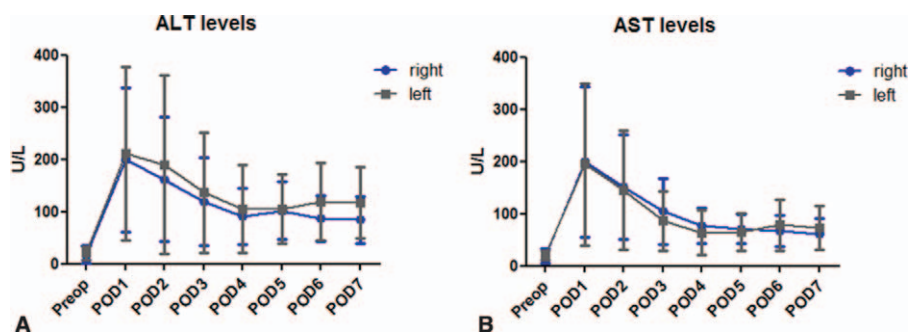 ALT levels
400
300
200
100
0
U/L
right
left
Preop
POD1
POD2
POD3
POD4
POD5
POD6
POD7
A
AST levels
400
300
200
100
0
U/L
right
left
Preop
POD1
POD2
POD3
POD4
POD5
POD6
POD7
B